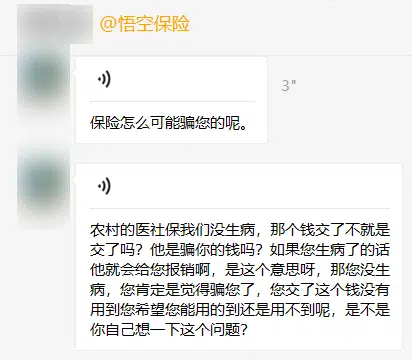 @悟空保险
3"
保险怎么可能骗您的呢。
农村的医社保我们没生病，那个钱交了不就是
交了吗？他是骗你的钱吗？如果您生病了的话
他就会给您报销啊，是这个意思呀，那您没生
病，您肯定是觉得骗您了，您交了这个钱没有
用到您希望您能用的到还是用不到呢，是不是
你自己想一下这个问题？